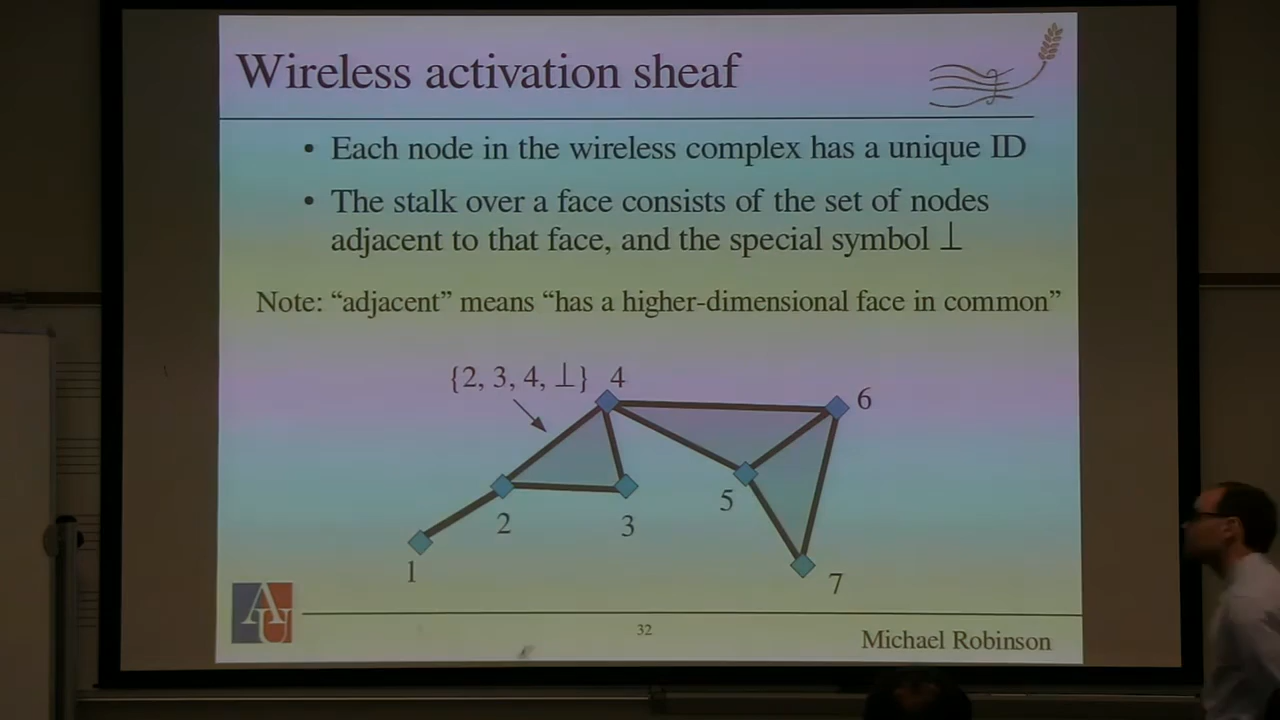 Wireless activation sheaf
• Each node in the wireless complex has a unique ID
• The stalk over a face consists of the set of nodes
adjacent to that face, and the special symbol ⊥
Note: “adjacent” means “has a higher-dimensional face in common”
{2, 3, 4, ⊥} 4
6
5
2
3
1
7
AU
32
Michael Robinson